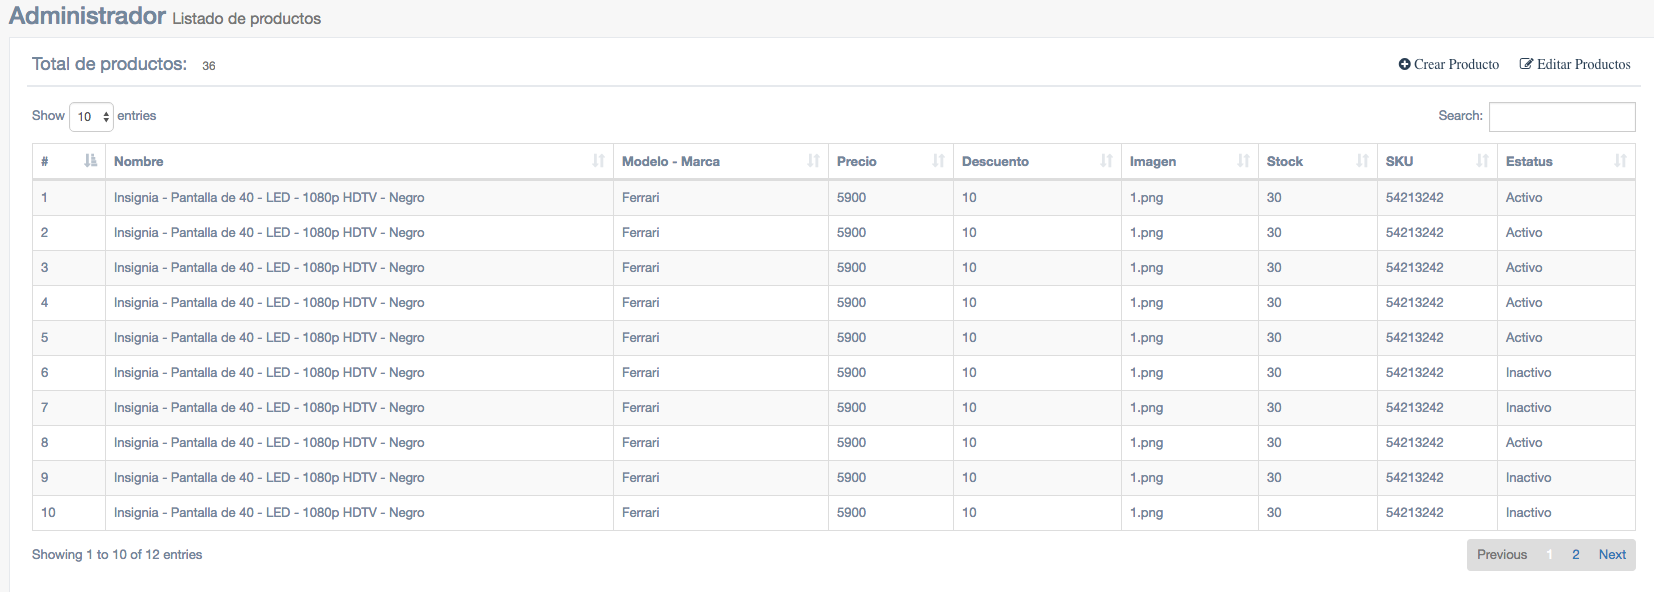 Administrador Listado de productos
Total de productos: 36 Crear Producto Editar Productos
Show 10 entries Search:
# Nombre Modelo - Marca Precio Descuento Imagen Stock SKU Estatus
1 Insignia - Pantalla de 40 - LED - 1080p HDTV - Negro Ferrari 5900 10 1.png 30 54213242 Activo
2 Insignia - Pantalla de 40 - LED - 1080p HDTV - Negro Ferrari 5900 10 1.png 30 54213242 Activo
3 Insignia - Pantalla de 40 - LED - 1080p HDTV - Negro Ferrari 5900 10 1.png 30 54213242 Activo
4 Insignia - Pantalla de 40 - LED - 1080p HDTV - Negro Ferrari 5900 10 1.png 30 54213242 Activo
5 Insignia - Pantalla de 40 - LED - 1080p HDTV - Negro Ferrari 5900 10 1.png 30 54213242 Activo
6 Insignia - Pantalla de 40 - LED - 1080p HDTV - Negro Ferrari 5900 10 1.png 30 54213242 Inactivo
7 Insignia - Pantalla de 40 - LED - 1080p HDTV - Negro Ferrari 5900 10 1.png 30 54213242 Inactivo
8 Insignia - Pantalla de 40 - LED - 1080p HDTV - Negro Ferrari 5900 10 1.png 30 54213242 Activo
9 Insignia - Pantalla de 40 - LED - 1080p HDTV - Negro Ferrari 5900 10 1.png 30 54213242 Inactivo
10 Insignia - Pantalla de 40 - LED - 1080p HDTV - Negro Ferrari 5900 10 1.png 30 54213242 Inactivo
Showing 1 to 10 of 12 entries Previous 1 2 Next